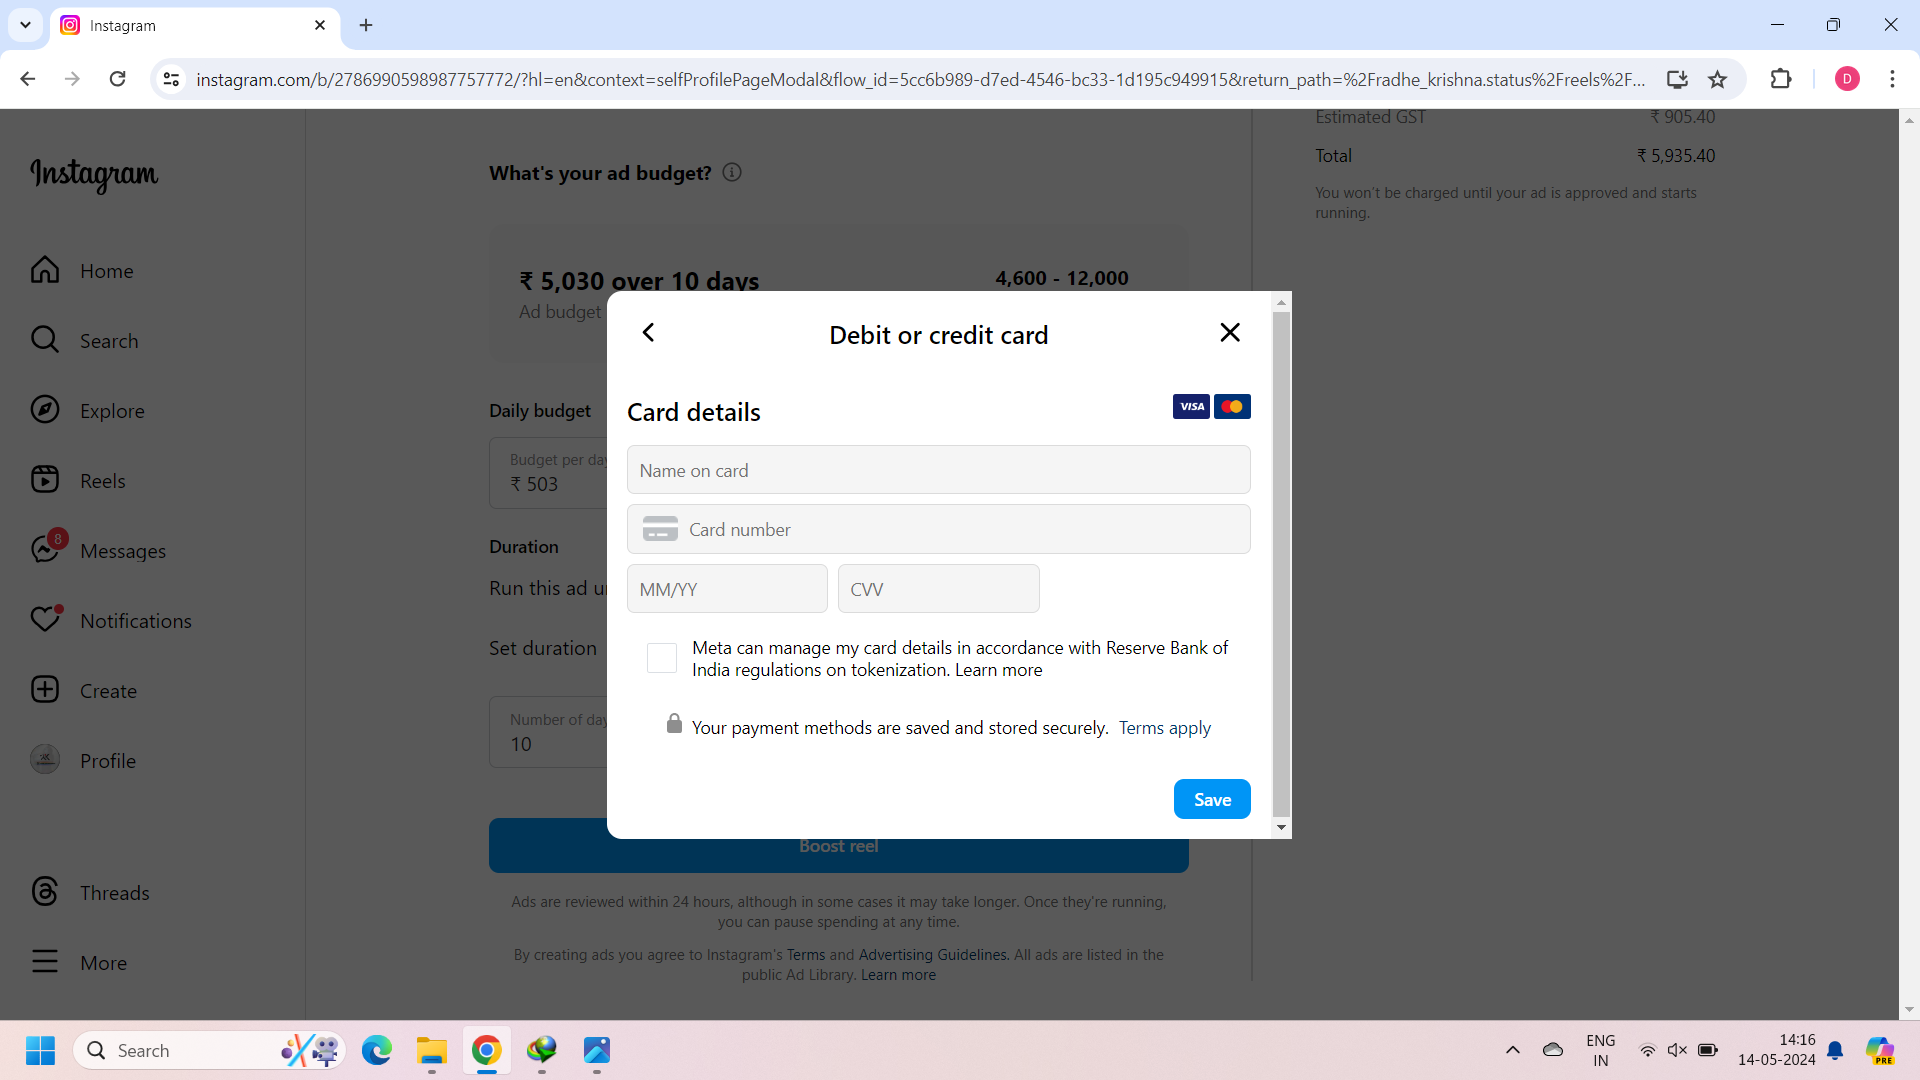 Instagram
instagram.com/b/2786990598987757772/?hl=en&context=selfProfilePageModal&flow_id=5cc6b989-d7ed-4546-bc33-1d195c949915&return_path=%2Fradhe_krishna.status%2Freels%2F...
D
Instagram
Home
Search
Explore
Reels
8
Messages
Notifications
Create
Profile
Threads
More
What's your ad budget?
₹ 5,030 over 10 days
Ad budget
4,600 - 12,000
Daily budget
Budget per day
₹ 503
Duration
Run this ad u
Set duration
Number of day
10
Boost reel
Ads are reviewed within 24 hours, although in some cases it may take longer. Once they're running,
you can pause spending at any time.
By creating ads you agree to Instagram's Terms and Advertising Guidelines. All ads are listed in the
public Ad Library. Learn more
Estimated GST
₹ 905.40
Total
₹ 5,935.40
You won't be charged until your ad is approved and starts
running.
Debit or credit card
Card details
VISA
Name on card
Card number
MM/YY
CVV
Meta can manage my card details in accordance with Reserve Bank of
India regulations on tokenization. Learn more
Your payment methods are saved and stored securely. Terms apply
Save
Search
ENG
IN
14:16
14-05-2024
PRE